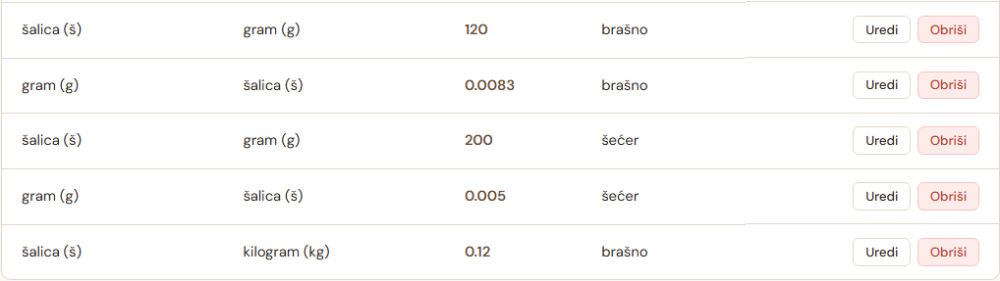 šalica (š) gram (g) 120 brašno Uredi Obriši
gram (g) šalica (š) 0.0083 brašno Uredi Obriši
šalica (š) gram (g) 200 šećer Uredi Obriši
gram (g) šalica (š) 0.005 šećer Uredi Obriši
šalica (š) kilogram (kg) 0.12 brašno Uredi Obriši